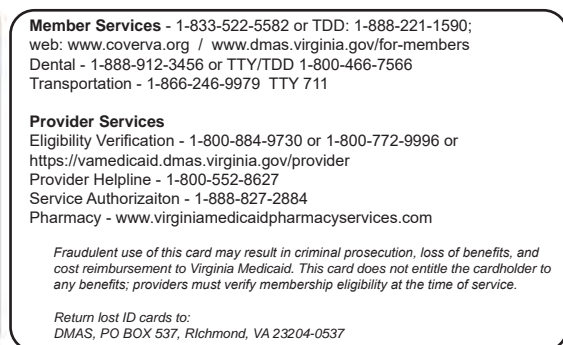 Member Services - 1-833-522-5582 or TDD: 1-888-221-1590;
web: www.coverva.org / www.dmas.virginia.gov/for-members
Dental - 1-888-912-3456 or TTY/TDD 1-800-466-7566
Transportation - 1-866-246-9979 TTY 711
Provider Services
Eligibility Verification - 1-800-884-9730 or 1-800-772-9996 or
https://vamedicaid.dmas.virginia.gov/provider
Provider Helpline - 1-800-552-8627
Service Authorizaiton - 1-888-827-2884
Pharmacy - www.virginiamedicaidpharmacyservices.com
Fraudulent use of this card may result in criminal prosecution, loss of benefits, and
cost reimbursement to Virginia Medicaid. This card does not entitle the cardholder to
any benefits; providers must verify membership eligibility at the time of service.
Return lost ID cards to:
DMAS, PO BOX 537, RIchmond, VA 23204-0537